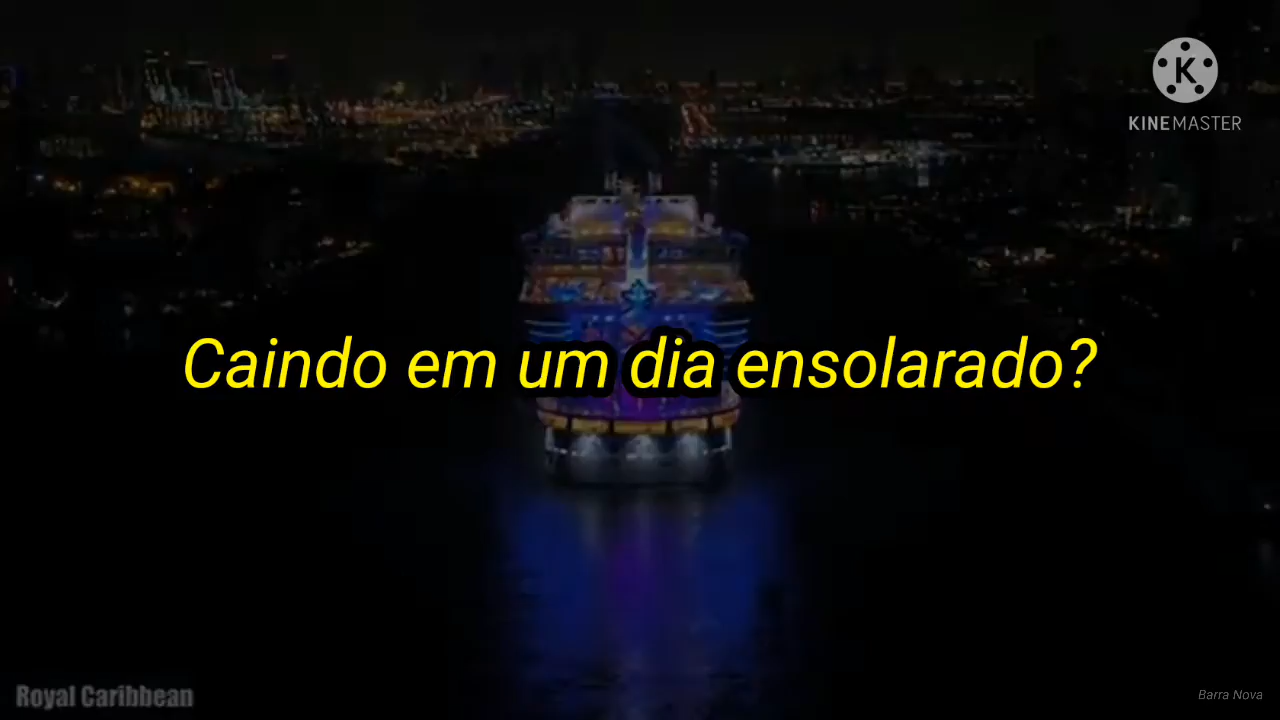 K
KINEMASTER
Caindo em um dia ensolarado?
Royal Caribbean
Barra Nova